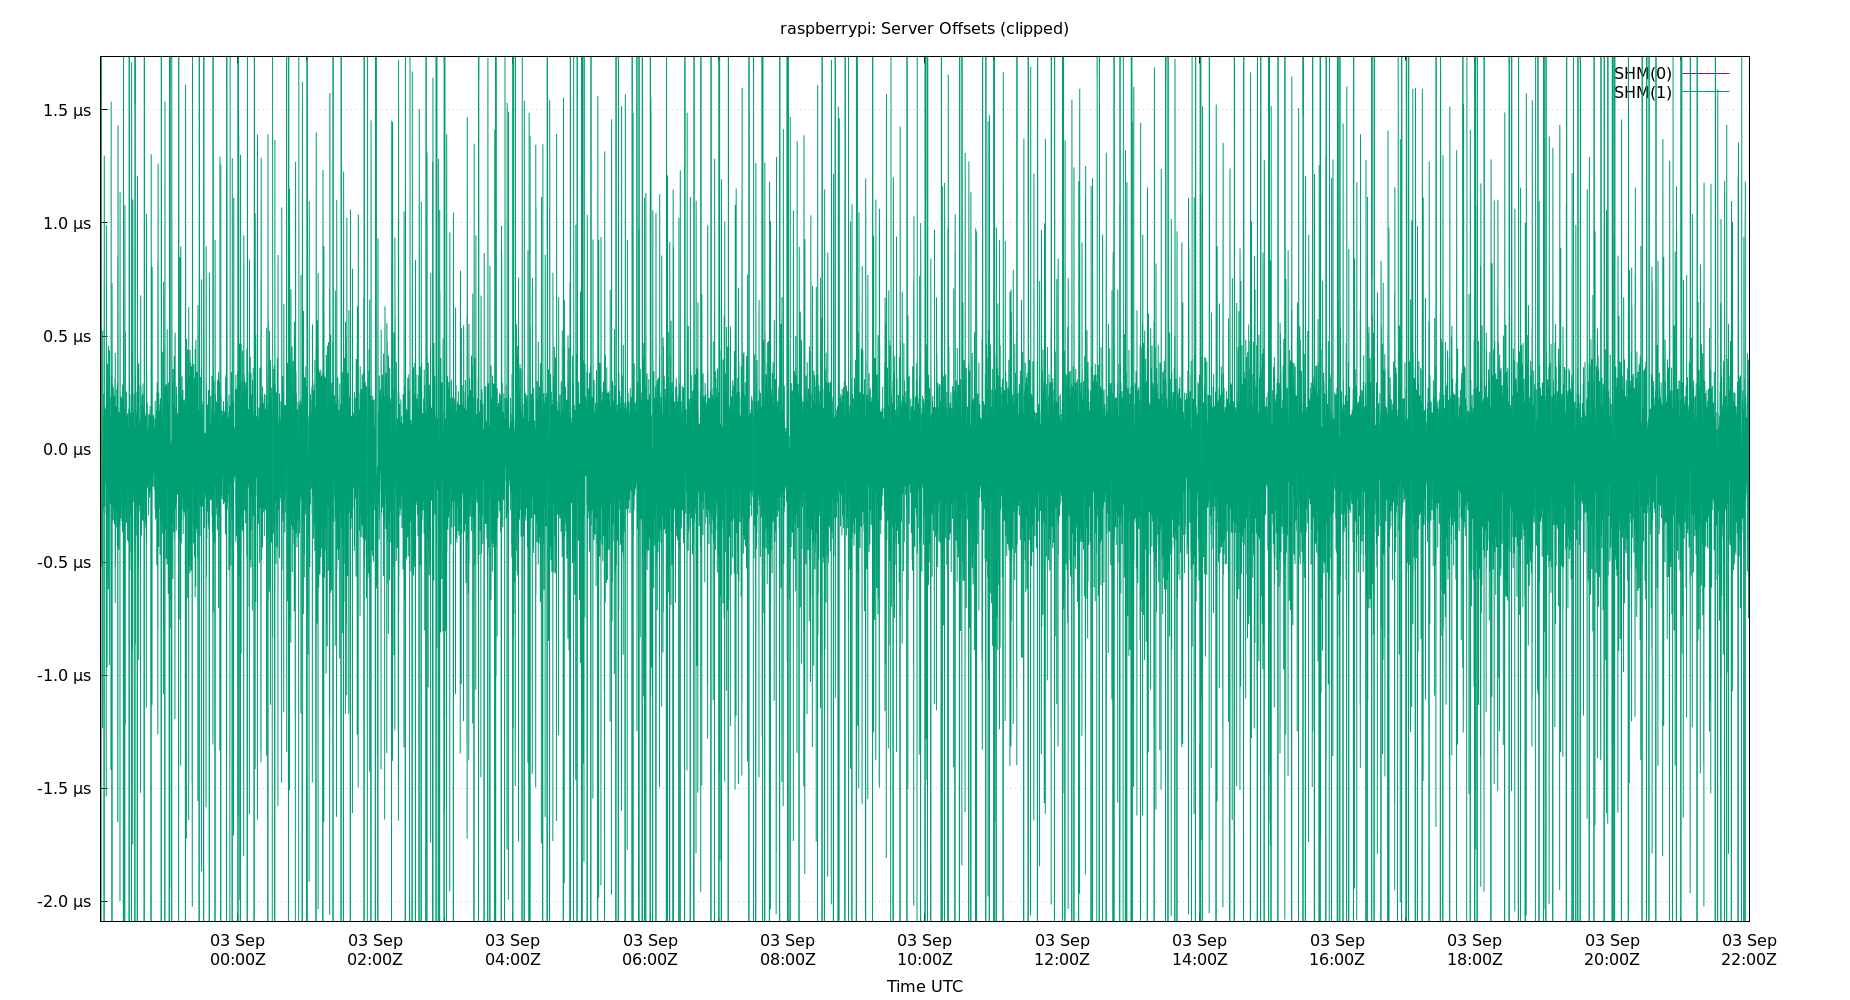 raspberrypi: Server Offsets (clipped)
SHM(0)
SHM(1)
1.5 µs
1.0 µs
0.5 µs
0.0 µs
-0.5 µs
-1.0 µs
-1.5 µs
-2.0 µs
03 Sep 03 Sep 03 Sep 03 Sep 03 Sep 03 Sep 03 Sep 03 Sep 03 Sep 03 Sep 03 Sep 03 Sep
00:00Z 02:00Z 04:00Z 06:00Z 08:00Z 10:00Z 12:00Z 14:00Z 16:00Z 18:00Z 20:00Z 22:00Z
Time UTC